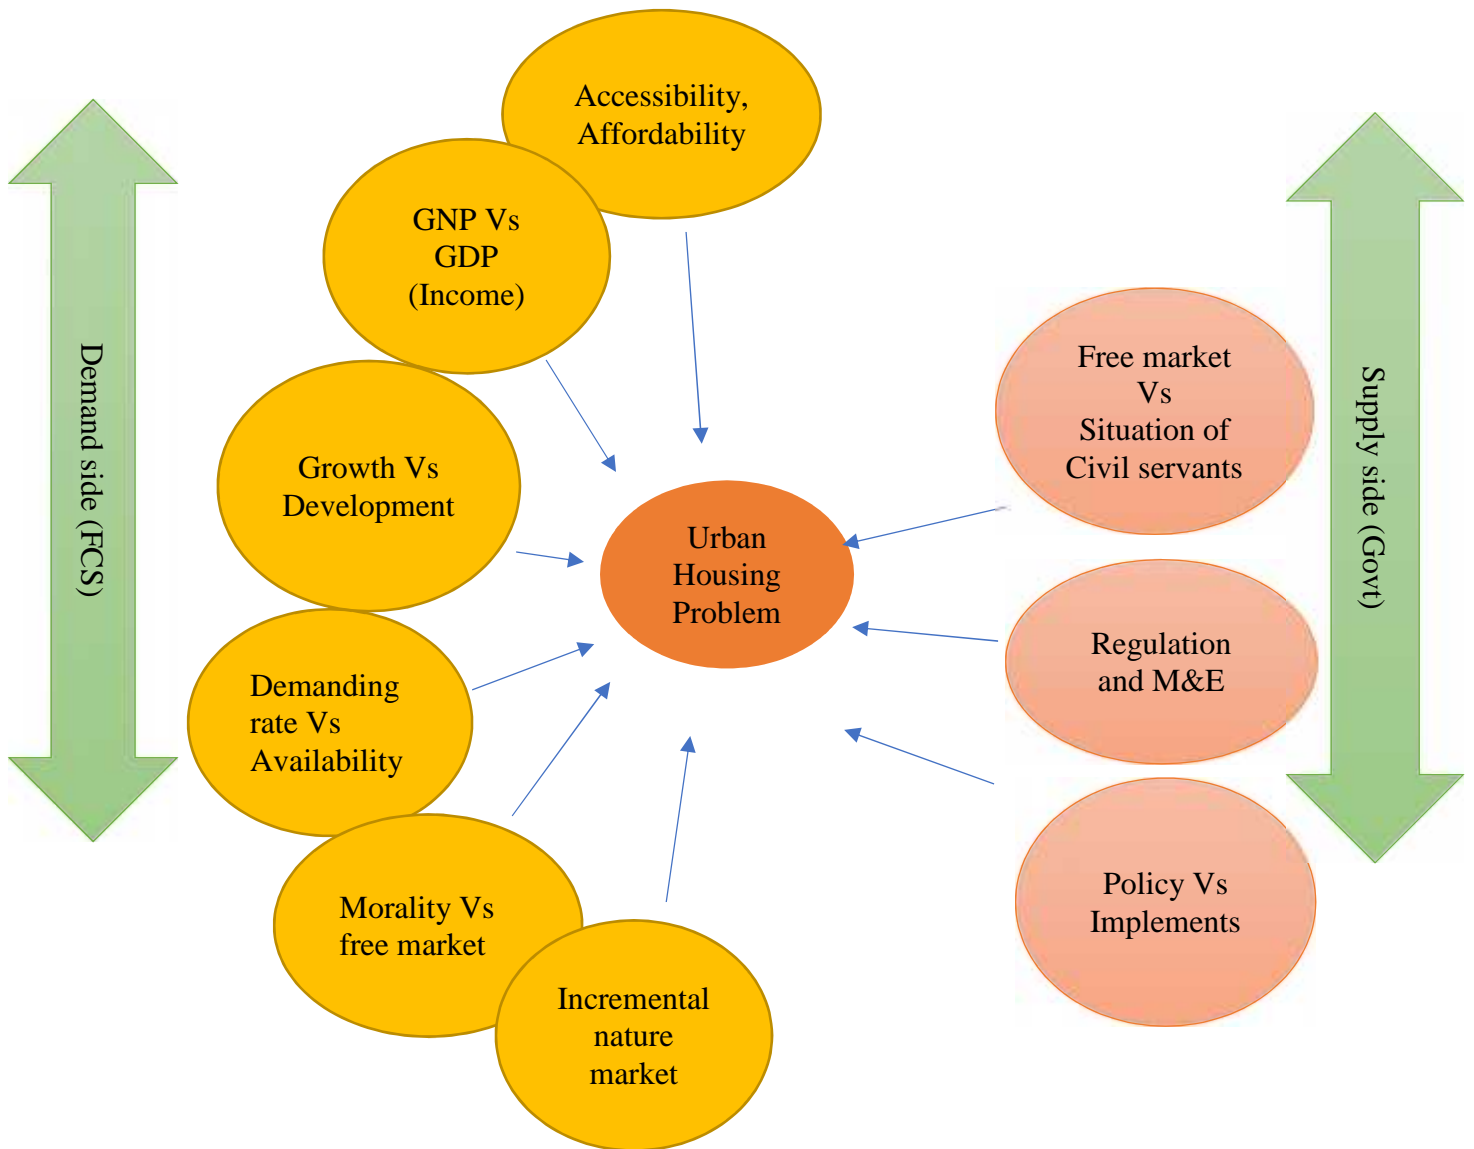 Accessibility,
Affordability
GNP Vs
GDP
(Income)
Growth Vs
Development
Demanding
rate Vs
Availability
Morality Vs
free market
Incremental
nature
market
Demand side (FCS)
Urban
Housing
Problem
Free market
Vs
Situation of
Civil servants
Regulation
and M&E
Policy Vs
Implements
Supply side (Govt)